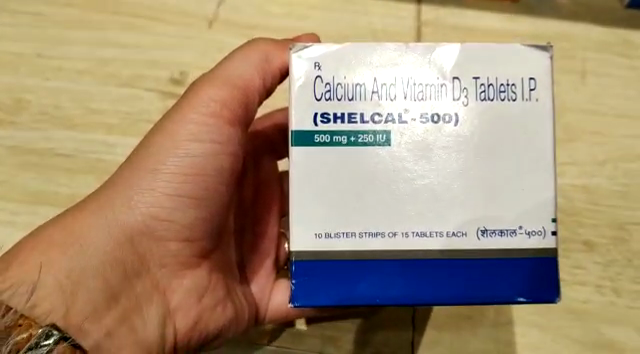 Rx
Calcium And Vitamin D3 Tablets I.P.
(SHELCAL®-500)
500 mg + 250 IU
10 BLISTER STRIPS OF 15 TABLETS EACH (शेलकाल®-५००)